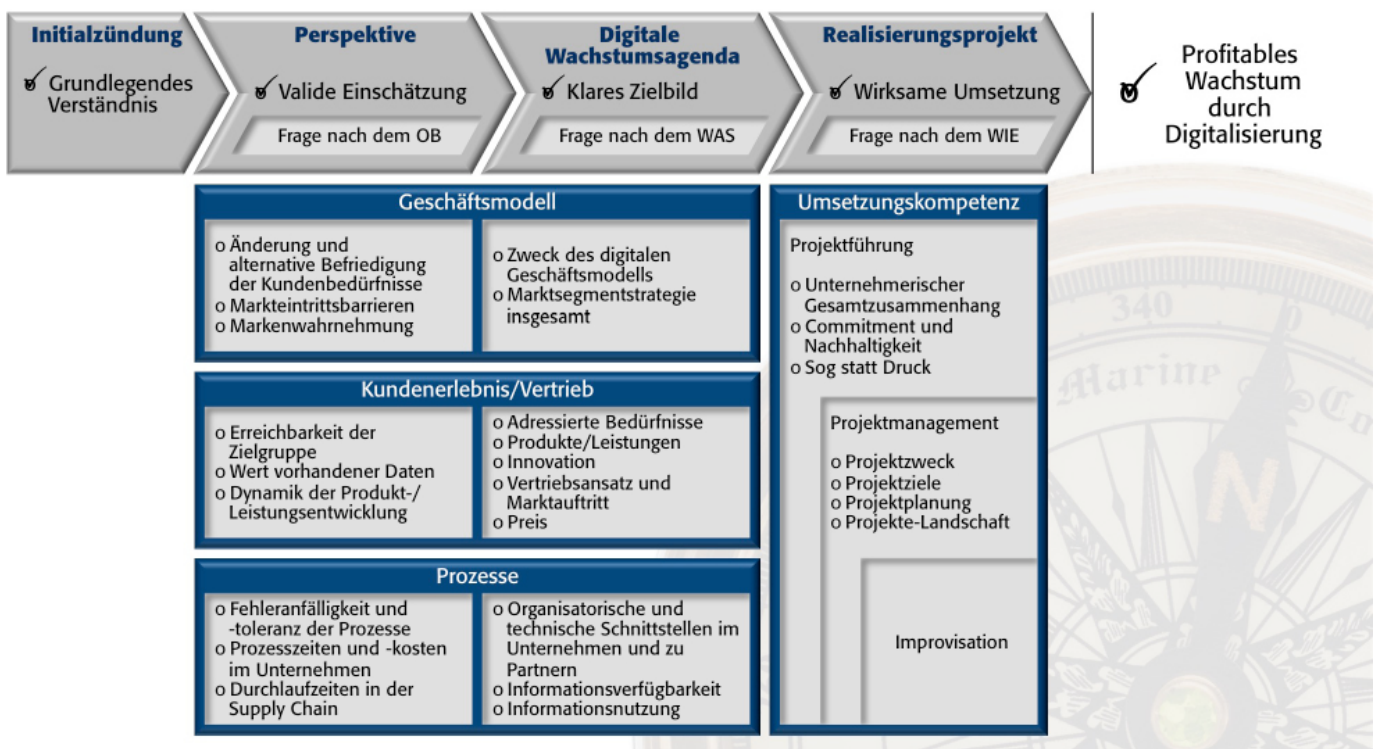 Initialzündung
Grundlegendes
Verständnis
Perspektive
Valide Einschätzung
Frage nach dem OB
Digitale
Wachstumsagenda
Klares Zielbild
Frage nach dem WAS
Realisierungsprojekt
Wirksame Umsetzung
Frage nach dem WIE
Profitables
Wachstum
durch
Digitalisierung
Geschäftsmodell
o Änderung und
alternative Befriedigung
der Kundenbedürfnisse
o Markteintrittsbarrieren
o Markenwahrnehmung
o Zweck des digitalen
Geschäftsmodells
o Marktsegmentstrategie
insgesamt
Kundenerlebnis/Vertrieb
o Erreichbarkeit der
Zielgruppe
o Wert vorhandener Daten
o Dynamik der Produkt-/
Leistungsentwicklung
o Adressierte Bedürfnisse
o Produkte/Leistungen
o Innovation
o Vertriebsansatz und
Marktauftritt
o Preis
Prozesse
o Fehleranfälligkeit und
-toleranz der Prozesse
o Prozesszeiten und -kosten
im Unternehmen
o Durchlaufzeiten in der
Supply Chain
o Organisatorische und
technische Schnittstellen im
Unternehmen und zu
Partnern
o Informationsverfügbarkeit
o Informationsnutzung
Umsetzungskompetenz
Projektführung
o Unternehmerischer
Gesamtzusammenhang
o Commitment und
Nachhaltigkeit
o Sog statt Druck
Projektmanagement
o Projektzweck
o Projektziele
o Projektplanung
o Projekte-Landschaft
Improvisation
340
0
Marine Co
N